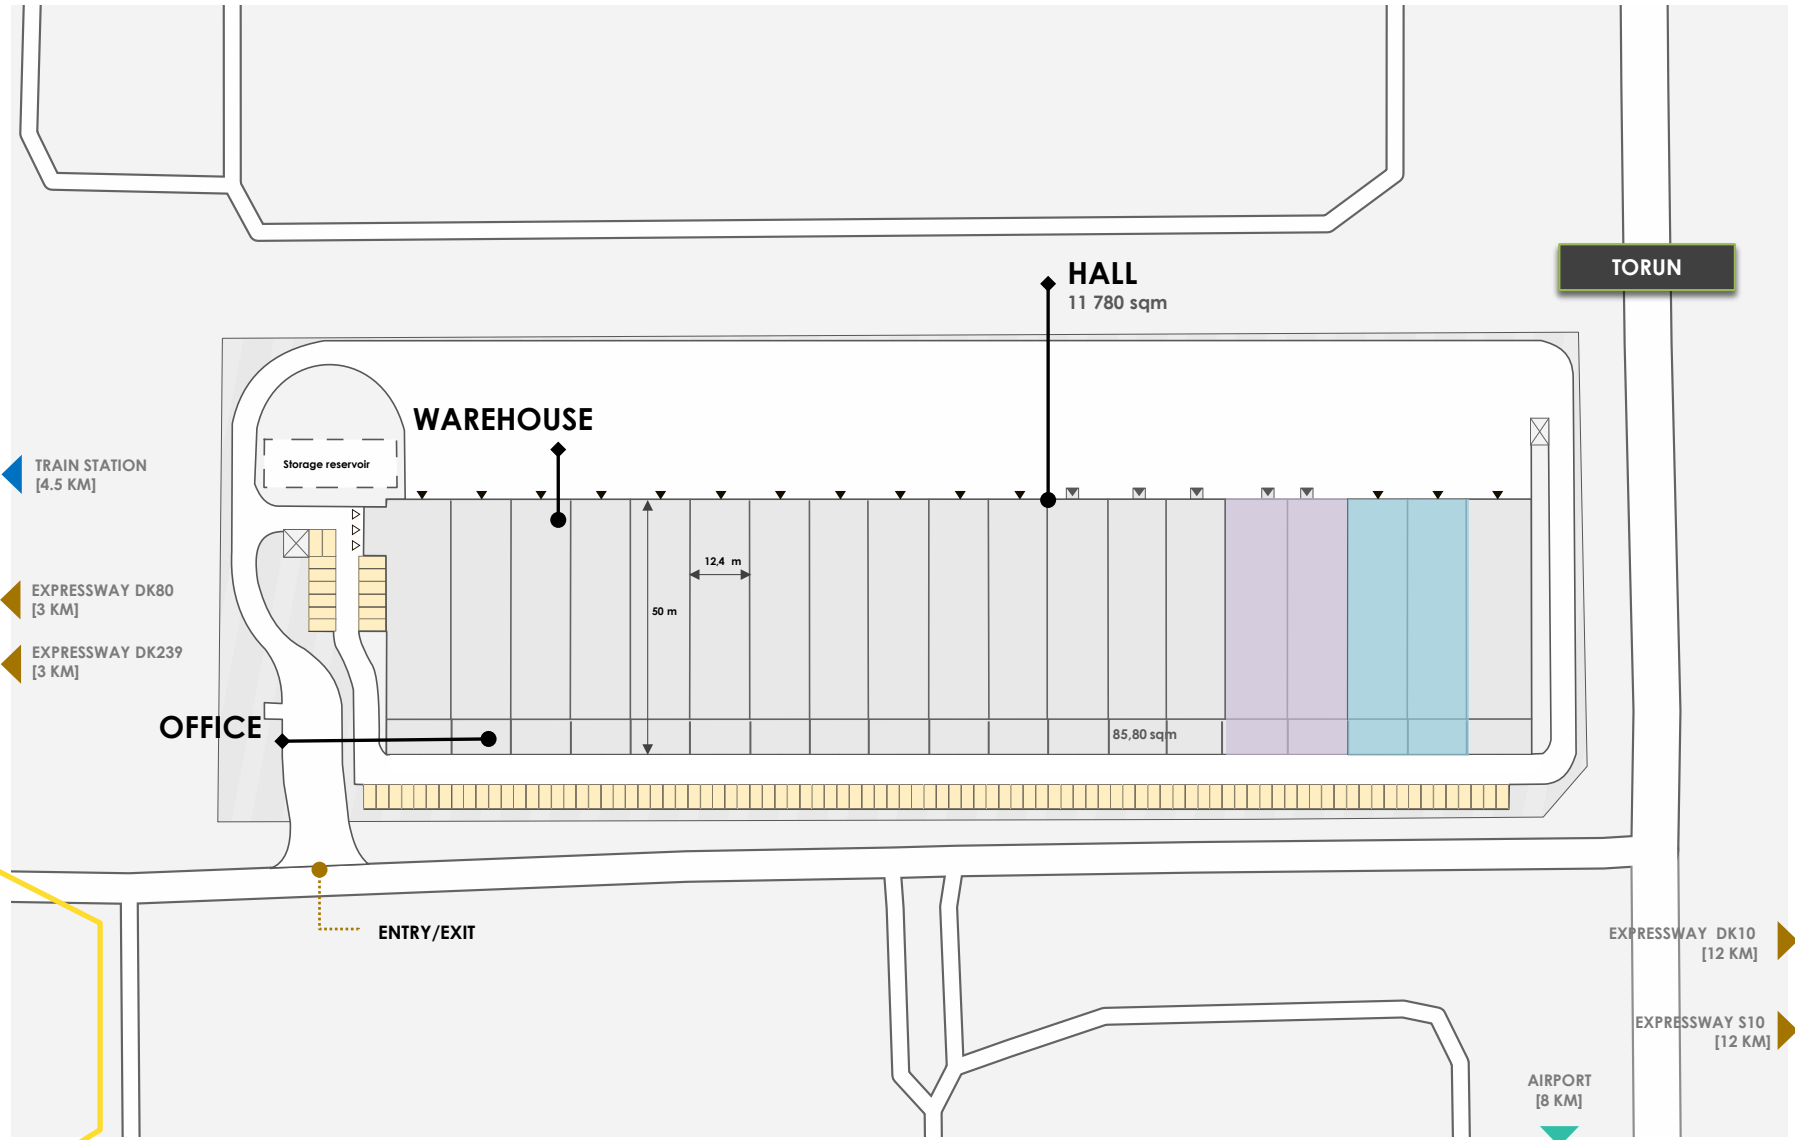 TORUN
HALL
11 780 sqm
WAREHOUSE
Storage reservoir
TRAIN STATION
[4.5 KM]
12,4 m
50 m
EXPRESSWAY DK80
[3 KM]
EXPRESSWAY DK239
[3 KM]
OFFICE
85,80 sqm
ENTRY/EXIT
EXPRESSWAY DK10
[12 KM]
EXPRESSWAY S10
[12 KM]
AIRPORT
[8 KM]